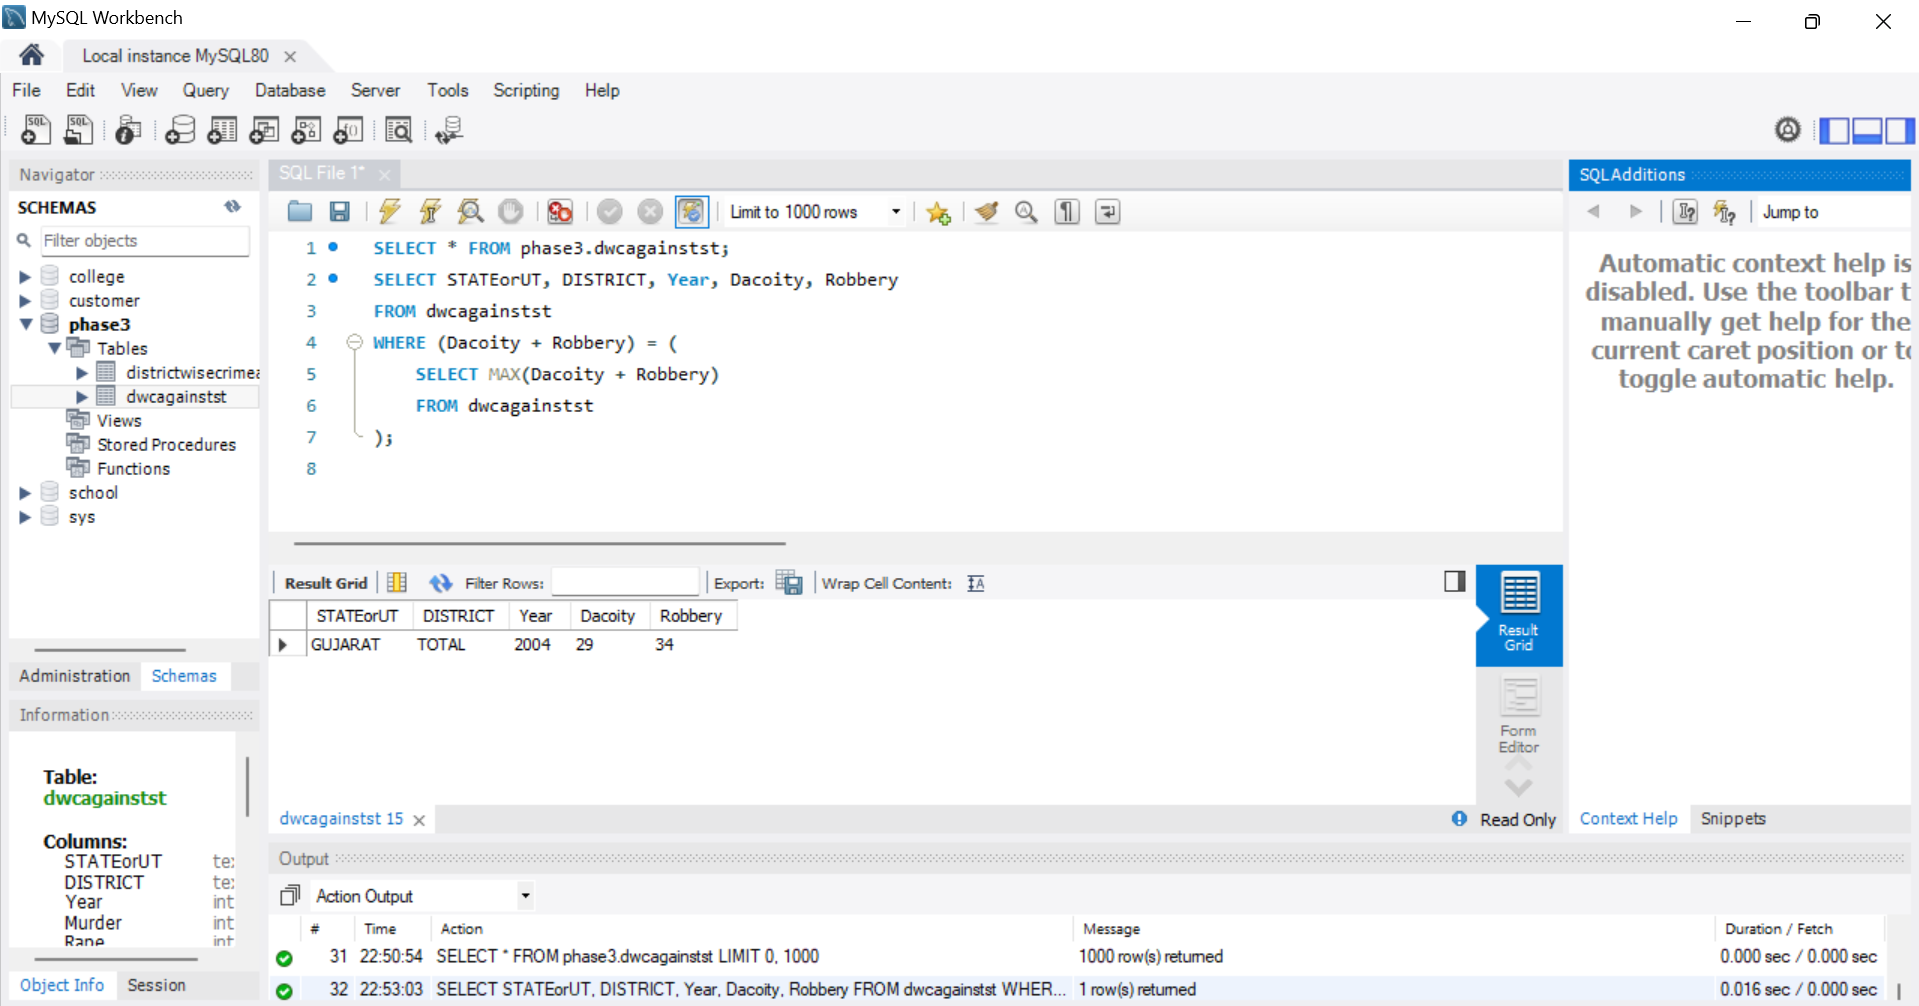 MySQL Workbench
Local instance MySQL80
File Edit View Query Database Server Tools Scripting Help
Navigator
SCHEMAS
Filter objects
college
customer
phase3
Tables
districtwisecrimea
dwcagainstst
Views
Stored Procedures
Functions
school
sys
Administration Schemas
Information
Table:
dwcagainstst
Columns:
STATEorUT
DISTRICT
Year int
Murder int
Rape int
Object Info Session
SQL File 1*
Limit to 1000 rows
1 SELECT * FROM phase3.dwcagainstst;
2 SELECT STATEorUT, DISTRICT, Year, Dacoity, Robbery
3 FROM dwcagainstst
4 WHERE (Dacoity + Robbery) = (
5 SELECT MAX(Dacoity + Robbery)
6 FROM dwcagainstst
7 );
8
Result Grid Filter Rows: Export: Wrap Cell Content:
STATEorUT DISTRICT Year Dacoity Robbery
GUJARAT TOTAL 2004 29 34
Result
Grid
Form
Editor
dwcagainstst 15
Read Only
SQLAdditions
Jump to
Automatic context help is
disabled. Use the toolbar t
manually get help for the
current caret position or to
toggle automatic help.
Context Help Snippets
Output
Action Output
# Time Action Message Duration / Fetch
31 22:50:54 SELECT * FROM phase3.dwcagainstst LIMIT 0, 1000 1000 row(s) returned 0.000 sec / 0.000 sec
32 22:53:03 SELECT STATEorUT, DISTRICT, Year, Dacoity, Robbery FROM dwcagainstst WHER... 1 row(s) returned 0.016 sec / 0.000 sec